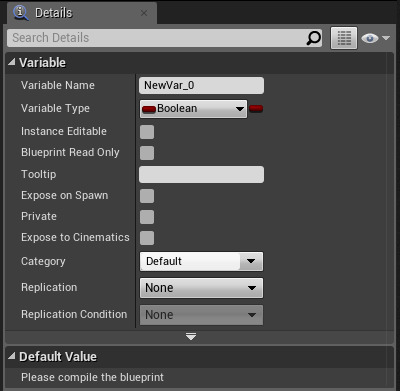 Details
Search Details
Variable
Variable Name NewVar_0
Variable Type Boolean
Instance Editable
Blueprint Read Only
Tooltip
Expose on Spawn
Private
Expose to Cinematics
Category Default
Replication None
Replication Condition None
Default Value
Please compile the blueprint